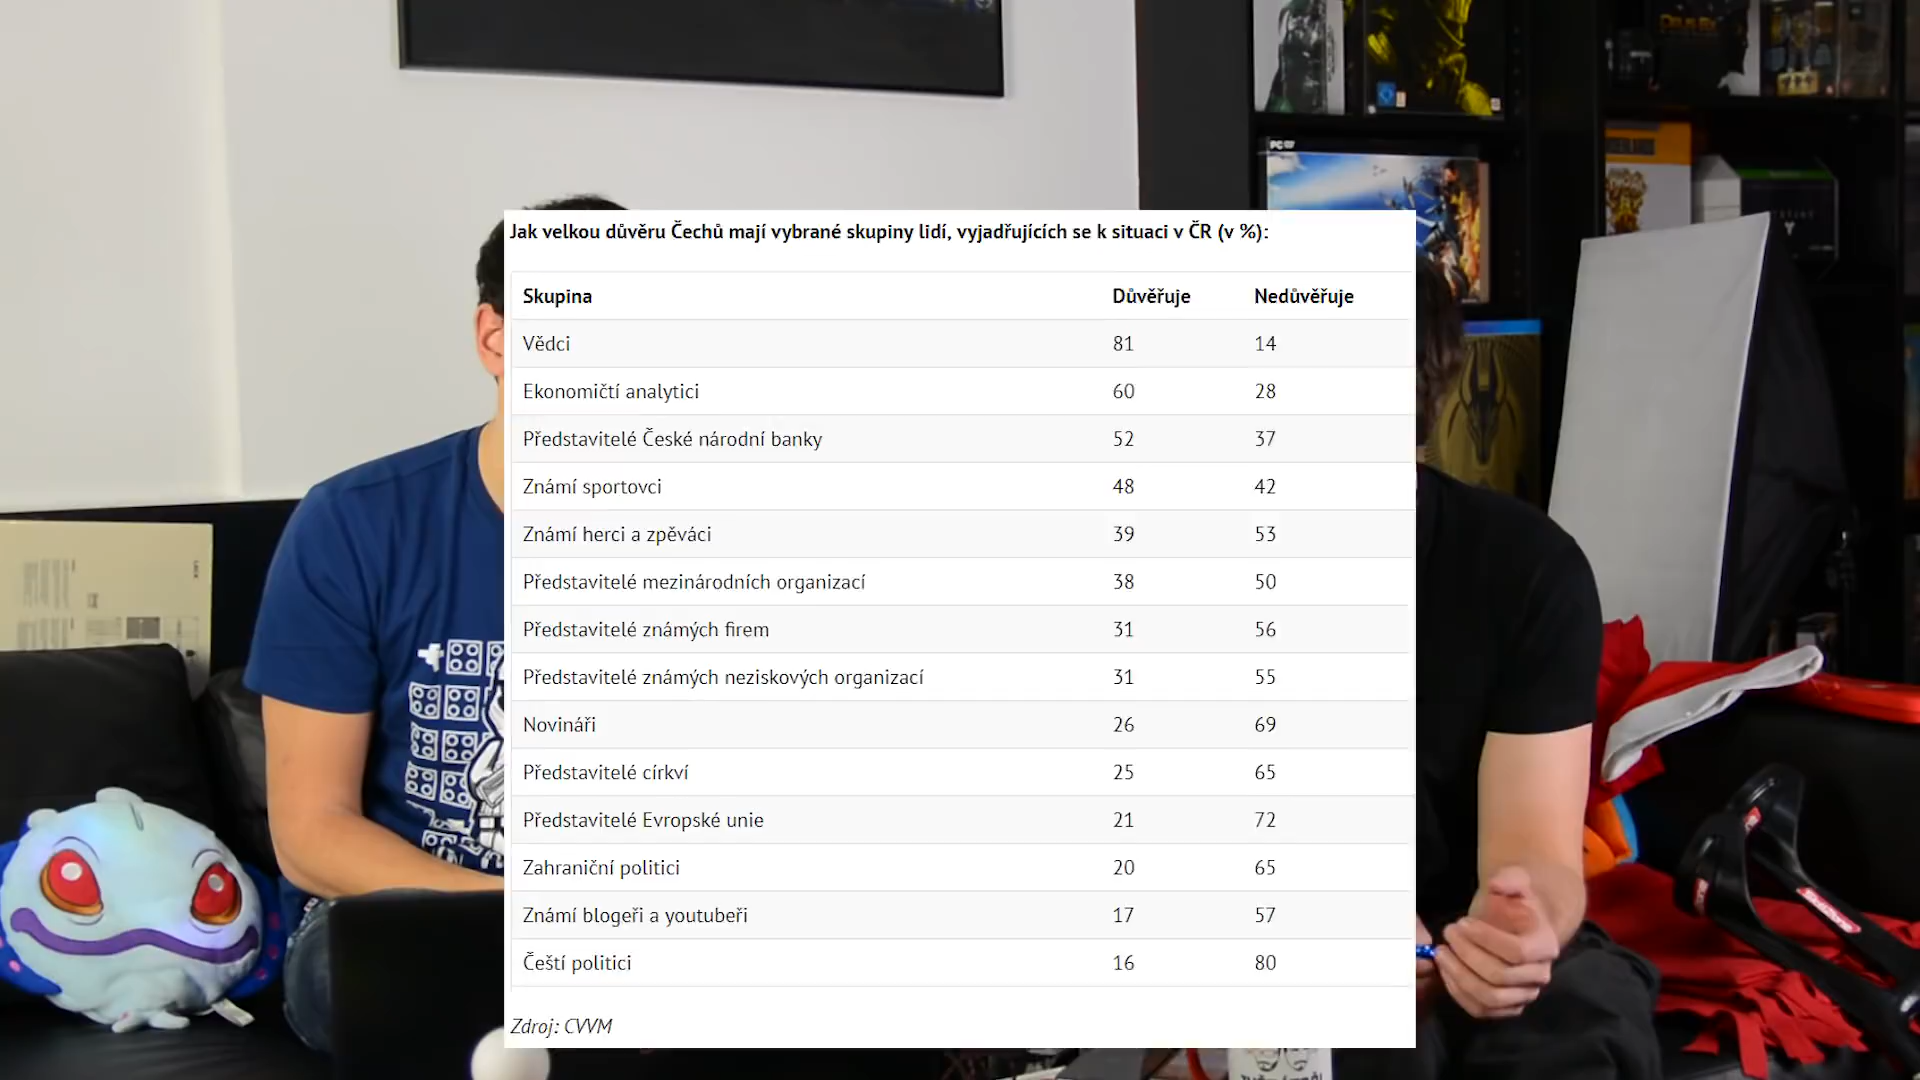 Jak velkou důvěru Čechů mají vybrané skupiny lidí, vyjadřujících se k situaci v ČR (v %):
Skupina Důvěřuje Nedůvěřuje
Vědci 81 14
Ekonomičtí analytici 60 28
Představitelé České národní banky 52 37
Známí sportovci 48 42
Známí herci a zpěváci 39 53
Představitelé mezinárodních organizací 38 50
Představitelé známých firem 31 56
Představitelé známých neziskových organizací 31 55
Novináři 26 69
Představitelé církví 25 65
Představitelé Evropské unie 21 72
Zahraniční politici 20 65
Známí blogeři a youtubeři 17 57
Čeští politici 16 80
Zdroj: CVVM
PC